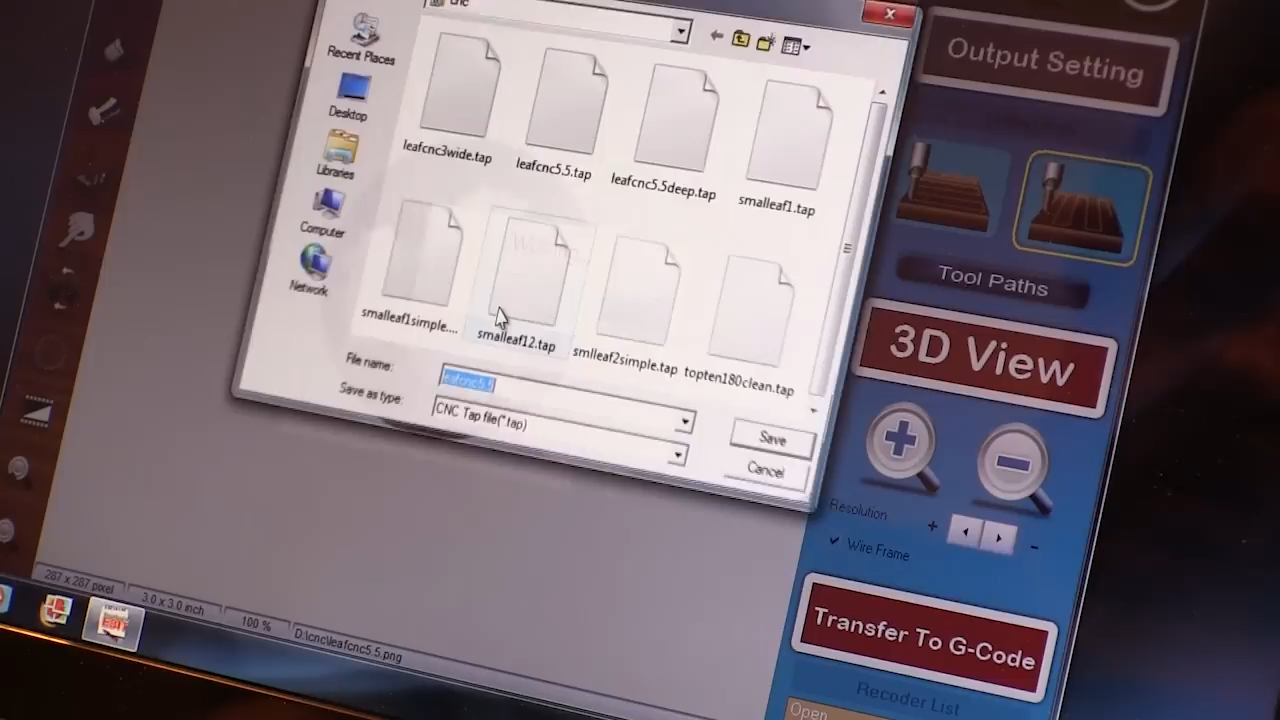 cnc
Recent Places
Desktop
Libraries
Computer
Network
leafcnc3wide.tap
leafcnc5.5.tap
leafcnc5.5deep.tap
smalleaf1.tap
smalleaf1simple....
smalleaf12.tap
smlleaf2simple.tap
topten180clean.tap
File name:
leafcnc5.5
Save as type:
CNC Tap file(*.tap)
Save
Cancel
Output Setting
Tool Paths
3D View
Resolution
+
-
Wire Frame
Transfer To G-Code
Recoder List
Open
287 x 287 pixel
3.0 x 3.0 inch
100 %
D:\cnc\leafcnc5.5.png